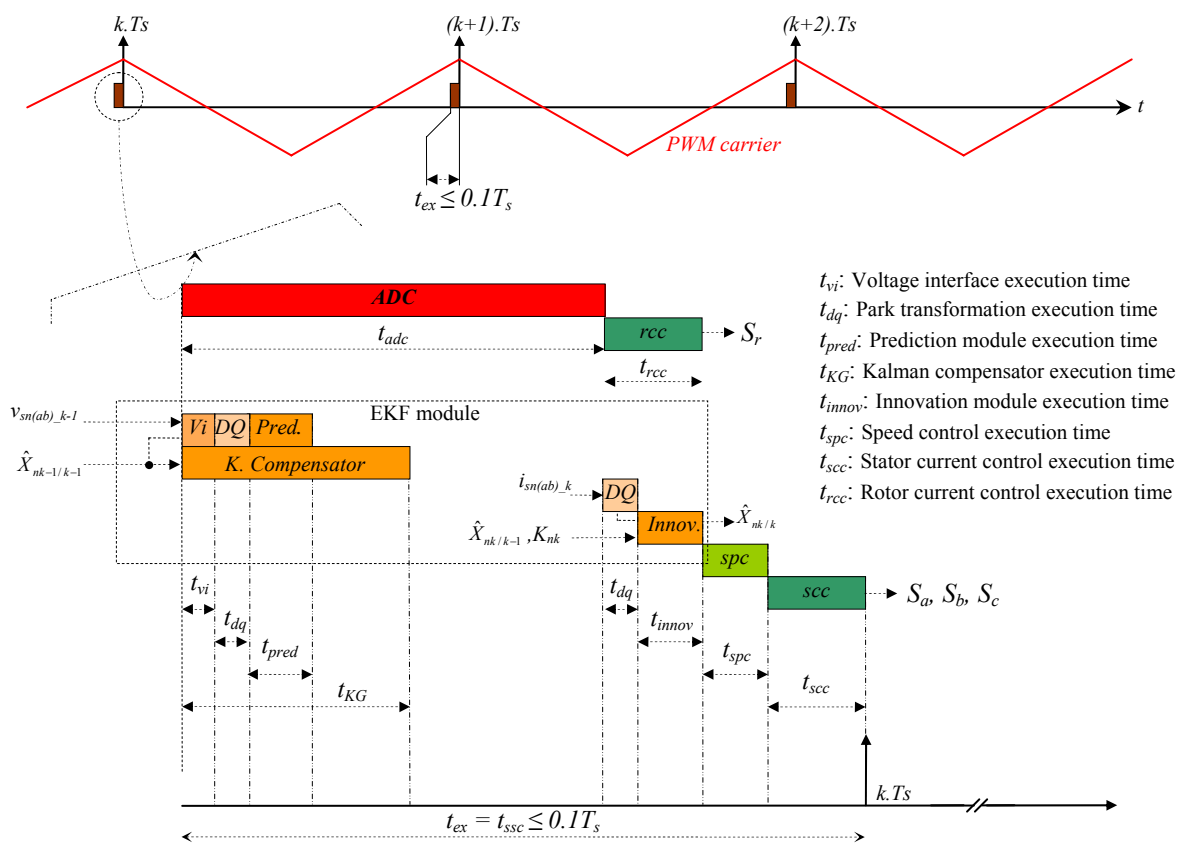 k.Ts
(k+1).Ts
(k+2).Ts
t
PWM carrier
t_ex ≤ 0.1T_s
ADC
t_adc
rcc
S_r
t_rcc
t_vi: Voltage interface execution time
t_dq: Park transformation execution time
t_pred: Prediction module execution time
t_KG: Kalman compensator execution time
t_innov: Innovation module execution time
t_spc: Speed control execution time
t_scc: Stator current control execution time
t_rcc: Rotor current control execution time
EKF module
v_sn(ab)_k-1
Vi DQ Pred.
X̂_nk−1/k−1
K. Compensator
i_sn(ab)_k
DQ
X̂_nk/k−1 ,K_nk
Innov.
X̂_nk/k
spc
scc
S_a, S_b, S_c
t_vi
t_dq
t_pred
t_KG
t_dq
t_innov
t_spc
t_scc
k.Ts
t_ex = t_ssc ≤ 0.1T_s